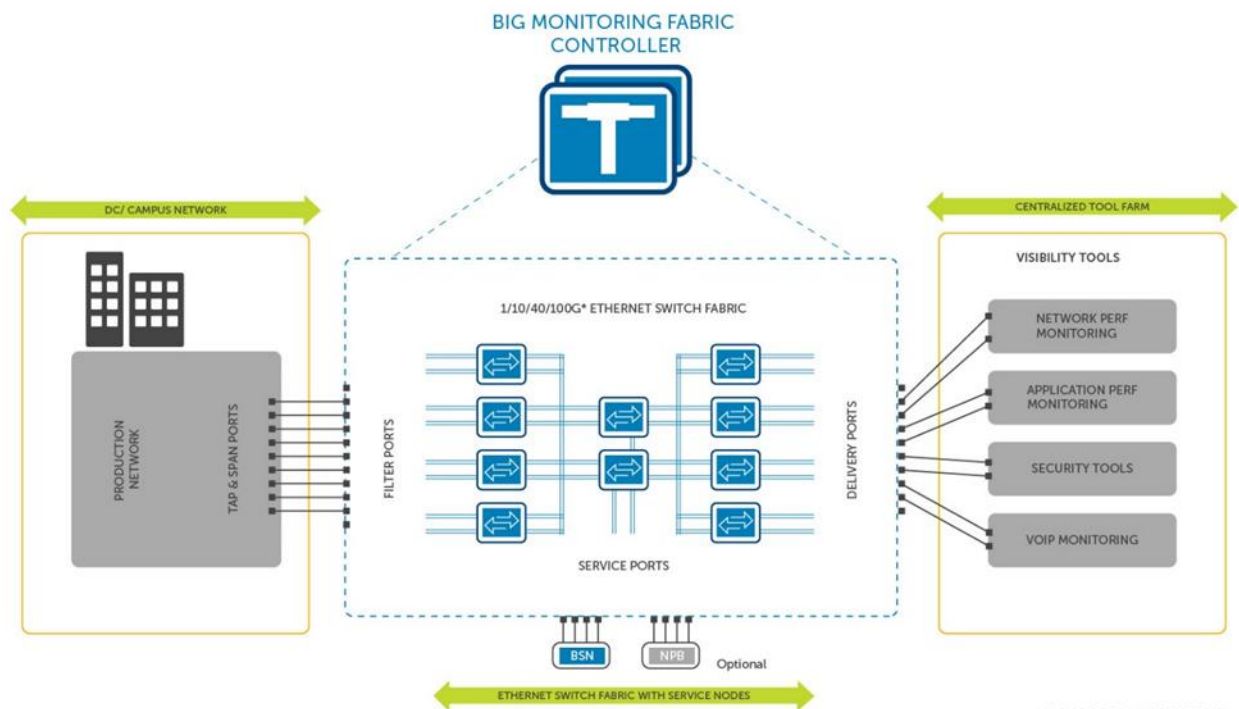 BIG MONITORING FABRIC
CONTROLLER
DC/ CAMPUS NETWORK
CENTRALIZED TOOL FARM
PRODUCTION
NETWORK
TAP & SPAN PORTS
1/10/40/100G* ETHERNET SWITCH FABRIC
FILTER PORTS
DELIVERY PORTS
SERVICE PORTS
VISIBILITY TOOLS
NETWORK PERF
MONITORING
APPLICATION PERF
MONITORING
SECURITY TOOLS
VOIP MONITORING
BSN
NPB
Optional
ETHERNET SWITCH FABRIC WITH SERVICE NODES